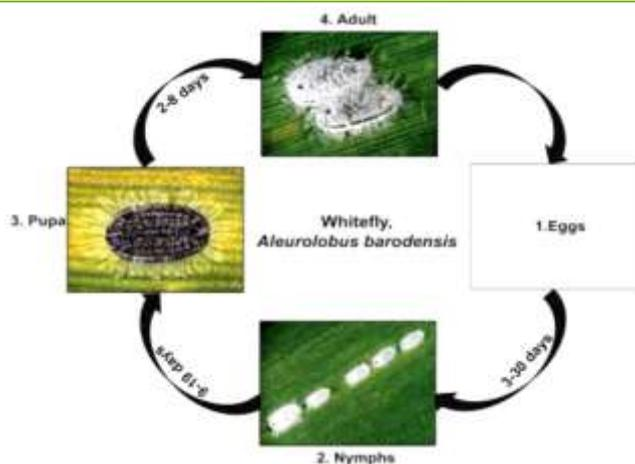 4. Adult
2-8 days
3. Pupa
Whitefly,
Aleurolobus barodensis
1.Eggs
3-30 days
9-19 days
2. Nymphs